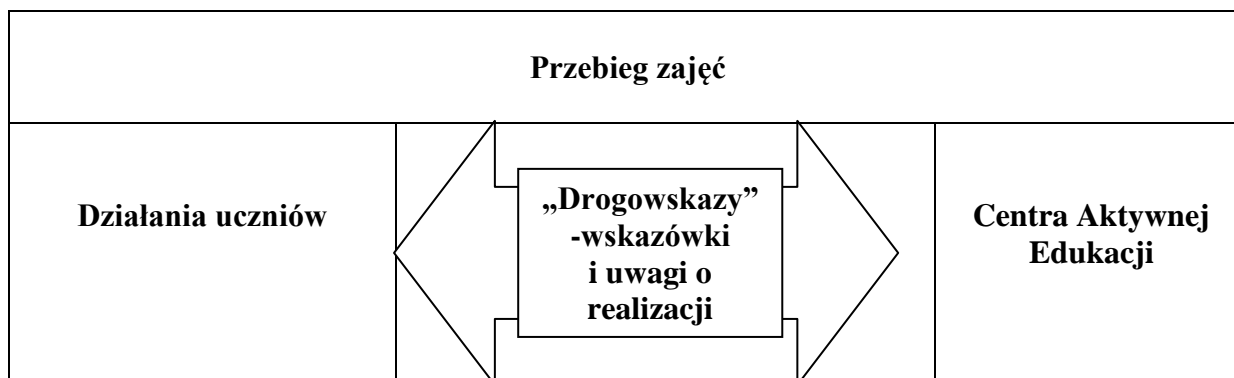 Przebieg zajęć
Działania uczniów
„Drogowskazy”
-wskazówki
i uwagi o
realizacji
Centra Aktywnej
Edukacji